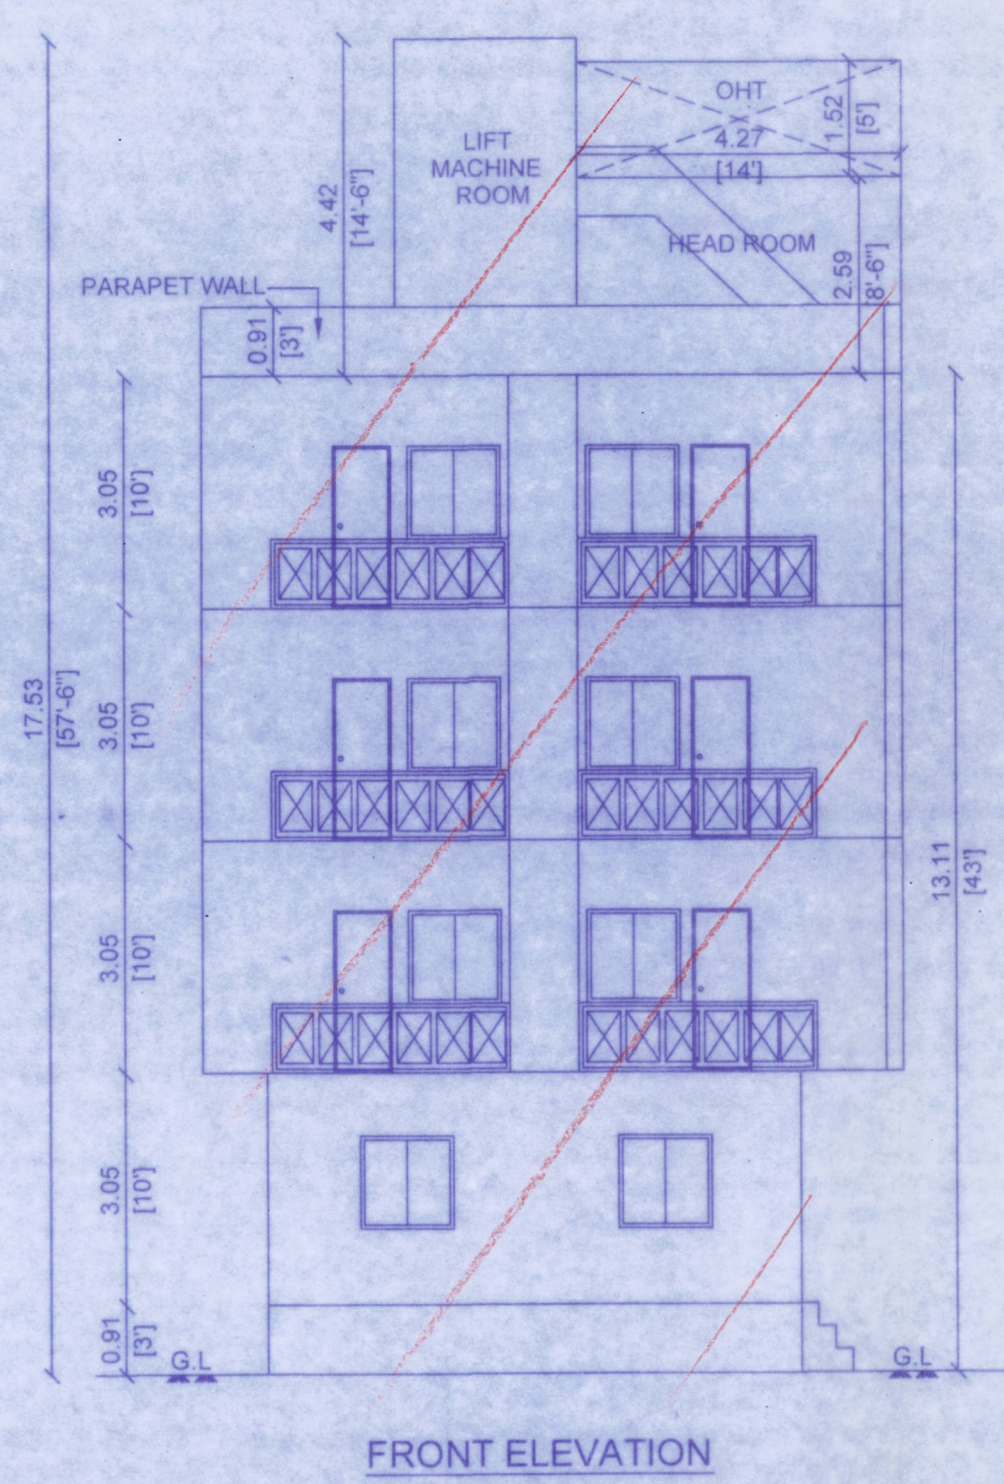 OHT
4.27
[14']
1.52
[5']
LIFT
MACHINE
ROOM
4.42
[14'-6"]
HEAD ROOM
2.59
[8'-6"]
PARAPET WALL
0.91
[3']
3.05
[10']
17.53
[57'-6"]
3.05
[10']
13.11
[43']
3.05
[10']
3.05
[10']
0.91
[3']
G.L
G.L
FRONT ELEVATION